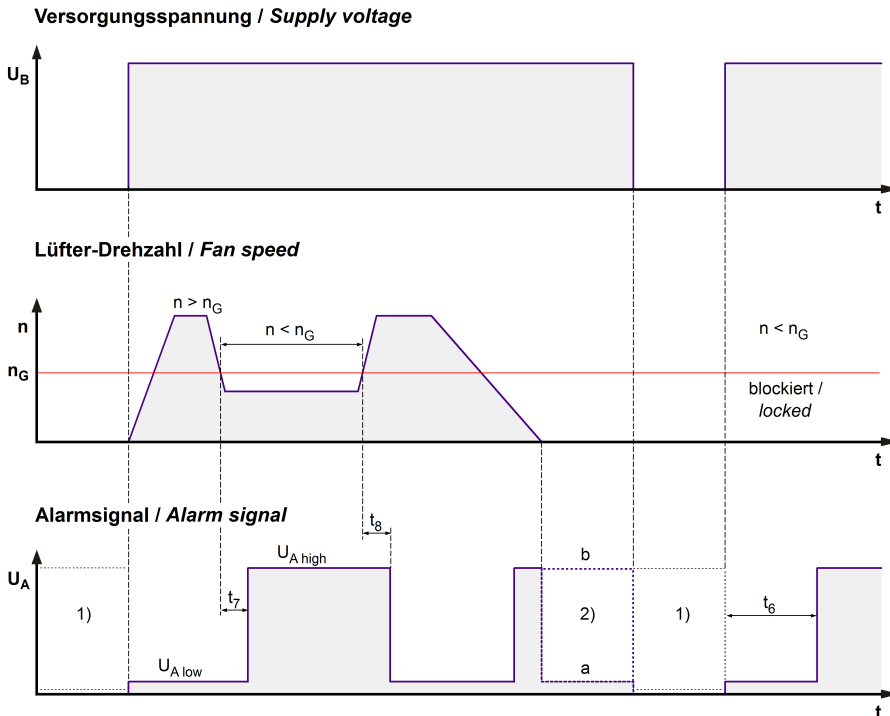 Versorgungsspannung / Supply voltage
U_B
t
Lüfter-Drehzahl / Fan speed
n > n_G
n
n < n_G
n < n_G
n_G
blockiert /
locked
t
Alarmsignal / Alarm signal
t_8
U_A high
b
U_A
t_7
t_6
1)
2)
1)
U_A low
a
t